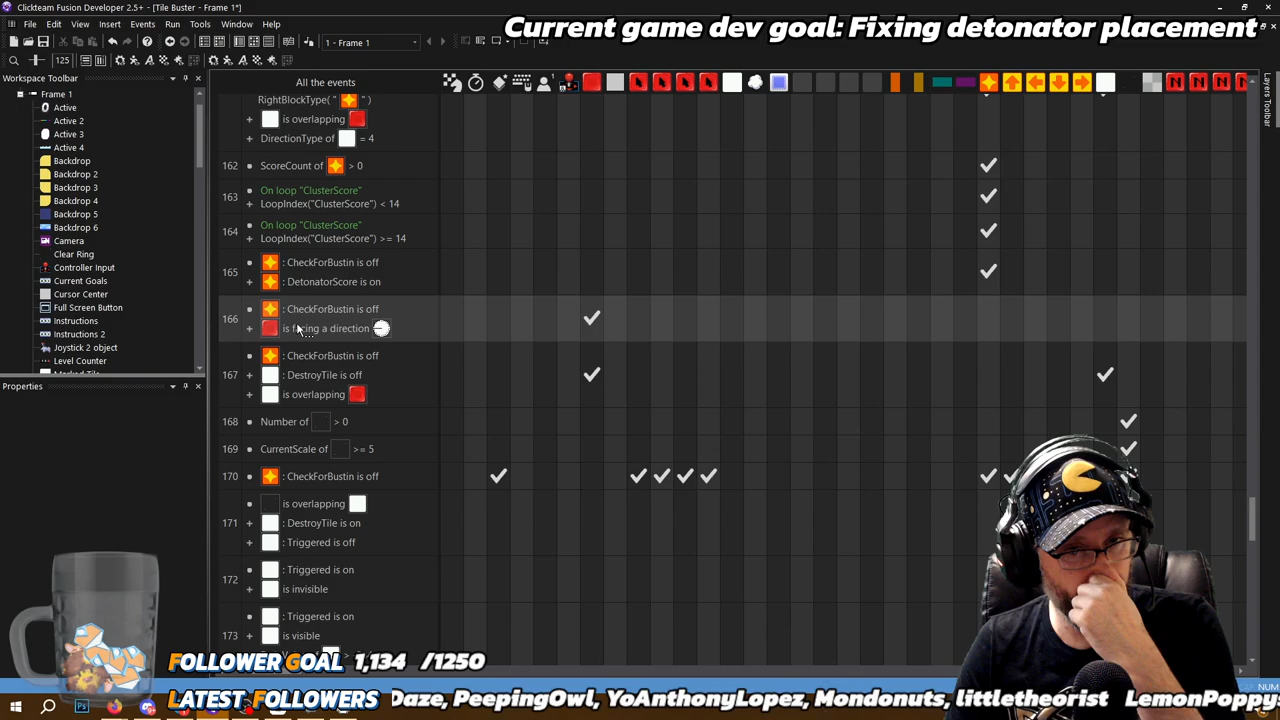 Clickteam Fusion Developer 2.5+ - [Tile Buster - Frame 1*]
Current game dev goal: Fixing detonator placement
File Edit View Insert Events Run Tools Window Help
1 - Frame 1
125
Workspace Toolbar
Frame 1
Active
Active 2
Active 3
Active 4
Backdrop
Backdrop 2
Backdrop 3
Backdrop 4
Backdrop 5
Backdrop 6
Camera
Clear Ring
Controller Input
Current Goals
Cursor Center
Full Screen Button
Instructions
Instructions 2
Joystick 2 object
Level Counter
Properties
All the events
Layers Toolbar
RightBlockType( " " )
+ is overlapping
+ DirectionType of = 4
162 ScoreCount of > 0
163 On loop "ClusterScore"
+ LoopIndex("ClusterScore") < 14
164 On loop "ClusterScore"
+ LoopIndex("ClusterScore") >= 14
165 : CheckForBustin is off
+ : DetonatorScore is on
166 : CheckForBustin is off
+ is facing a direction
167 : CheckForBustin is off
+ : DestroyTile is off
+ is overlapping
168 Number of > 0
169 CurrentScale of >= 5
170 : CheckForBustin is off
171 is overlapping
+ : DestroyTile is on
+ : Triggered is off
172 : Triggered is on
+ is invisible
173 : Triggered is on
+ is visible
FOLLOWER GOAL 1,134 /1250
LATEST FOLLOWERS Daze, PeepingOwl, YoAnthonyLopez, Mendonuts, littletheorist LemonPoppy
NUM